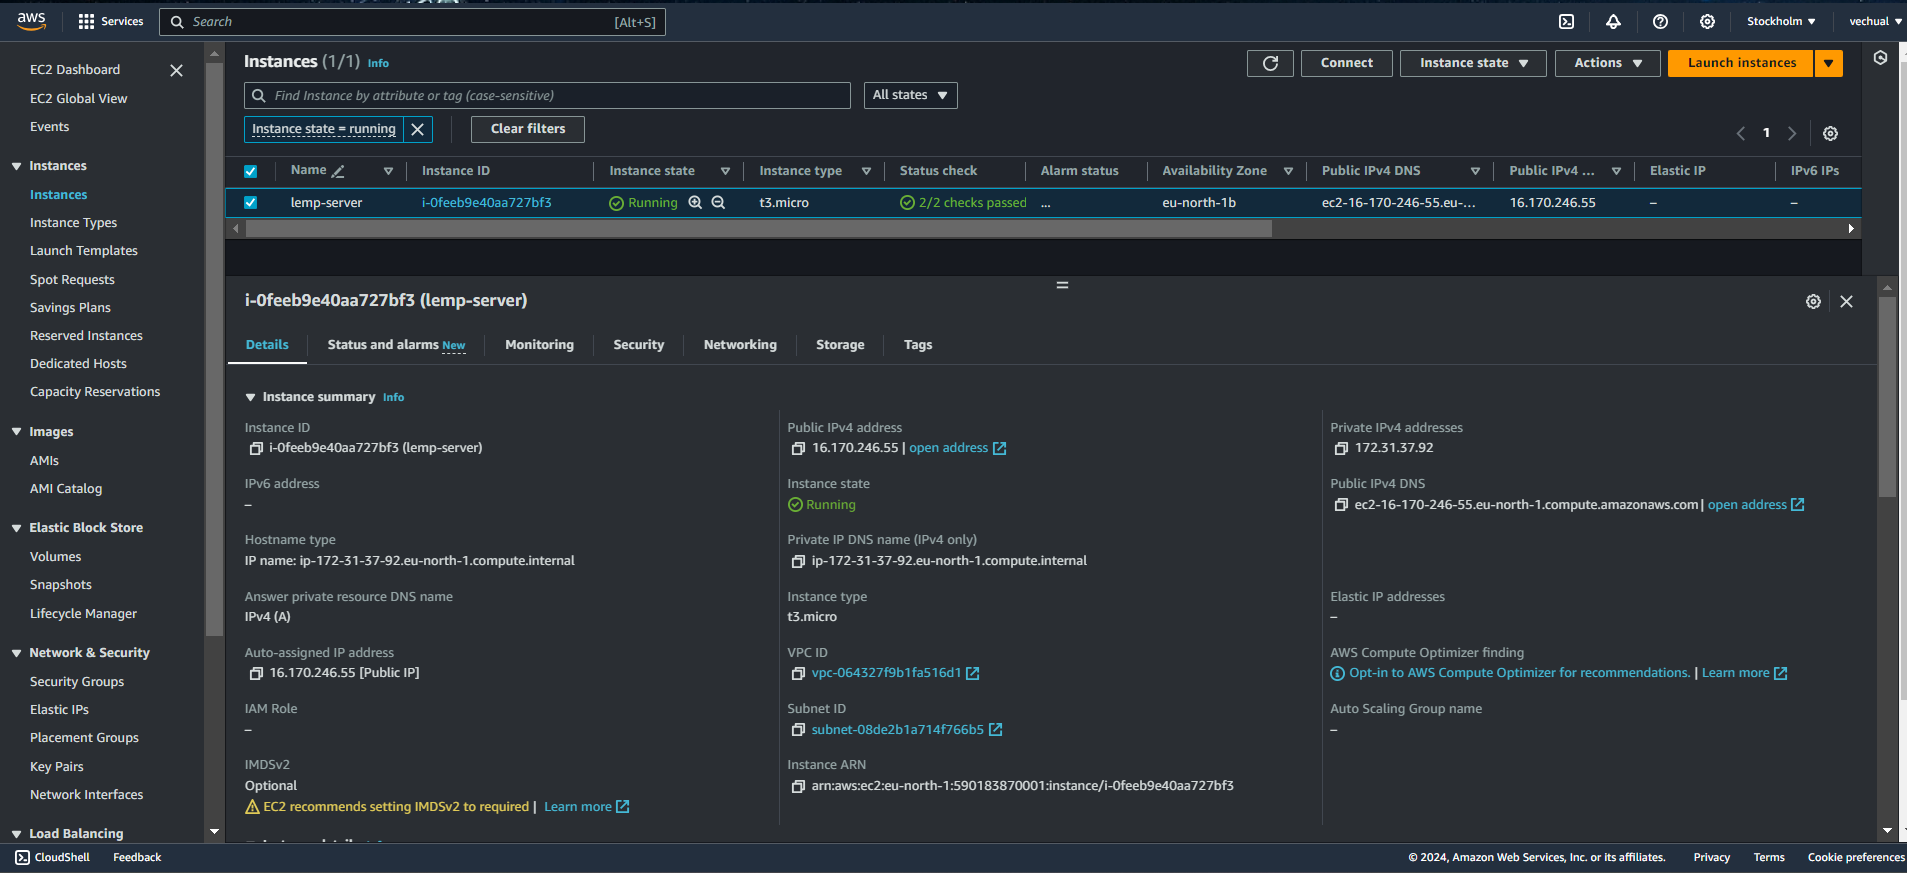 aws Services Search [Alt+S] Stockholm ▼ vechual ▼
EC2 Dashboard
EC2 Global View
Events
Instances
Instances
Instance Types
Launch Templates
Spot Requests
Savings Plans
Reserved Instances
Dedicated Hosts
Capacity Reservations
Images
AMIs
AMI Catalog
Elastic Block Store
Volumes
Snapshots
Lifecycle Manager
Network & Security
Security Groups
Elastic IPs
Placement Groups
Key Pairs
Network Interfaces
Load Balancing
Instances (1/1) Info Connect Instance state ▼ Actions ▼ Launch instances ▼
Find Instance by attribute or tag (case-sensitive) All states ▼
Instance state = running Clear filters
1
Name Instance ID Instance state Instance type Status check Alarm status Availability Zone Public IPv4 DNS Public IPv4 ... Elastic IP IPv6 IPs
lemp-server i-0feeb9e40aa727bf3 Running t3.micro 2/2 checks passed ... eu-north-1b ec2-16-170-246-55.eu-... 16.170.246.55 – –
i-0feeb9e40aa727bf3 (lemp-server)
Details Status and alarms New Monitoring Security Networking Storage Tags
Instance summary Info
Instance ID
i-0feeb9e40aa727bf3 (lemp-server)
Public IPv4 address
16.170.246.55 | open address
Private IPv4 addresses
172.31.37.92
IPv6 address
–
Instance state
Running
Public IPv4 DNS
ec2-16-170-246-55.eu-north-1.compute.amazonaws.com | open address
Hostname type
IP name: ip-172-31-37-92.eu-north-1.compute.internal
Private IP DNS name (IPv4 only)
ip-172-31-37-92.eu-north-1.compute.internal
Answer private resource DNS name
IPv4 (A)
Instance type
t3.micro
Elastic IP addresses
–
Auto-assigned IP address
16.170.246.55 [Public IP]
VPC ID
vpc-064327f9b1fa516d1
AWS Compute Optimizer finding
Opt-in to AWS Compute Optimizer for recommendations. | Learn more
IAM Role
–
Subnet ID
subnet-08de2b1a714f766b5
Auto Scaling Group name
–
IMDSv2
Optional
EC2 recommends setting IMDSv2 to required | Learn more
Instance ARN
arn:aws:ec2:eu-north-1:590183870001:instance/i-0feeb9e40aa727bf3
CloudShell Feedback © 2024, Amazon Web Services, Inc. or its affiliates. Privacy Terms Cookie preferences